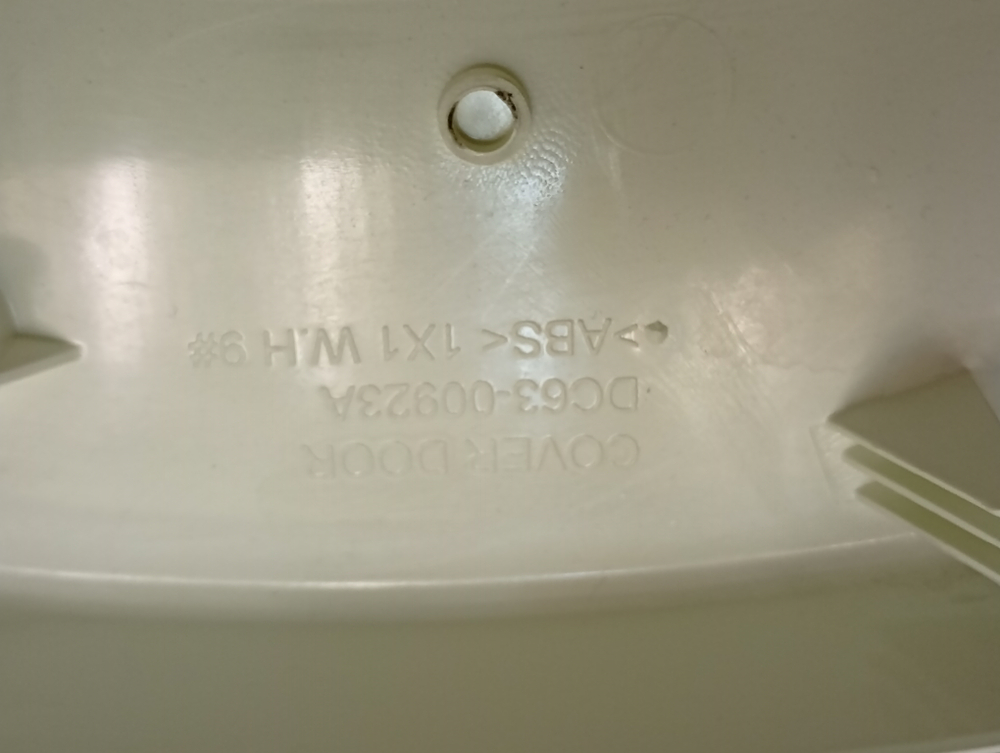 COVER DOOR
DC63-00923A
>ABS< 1X1 W.H 9#